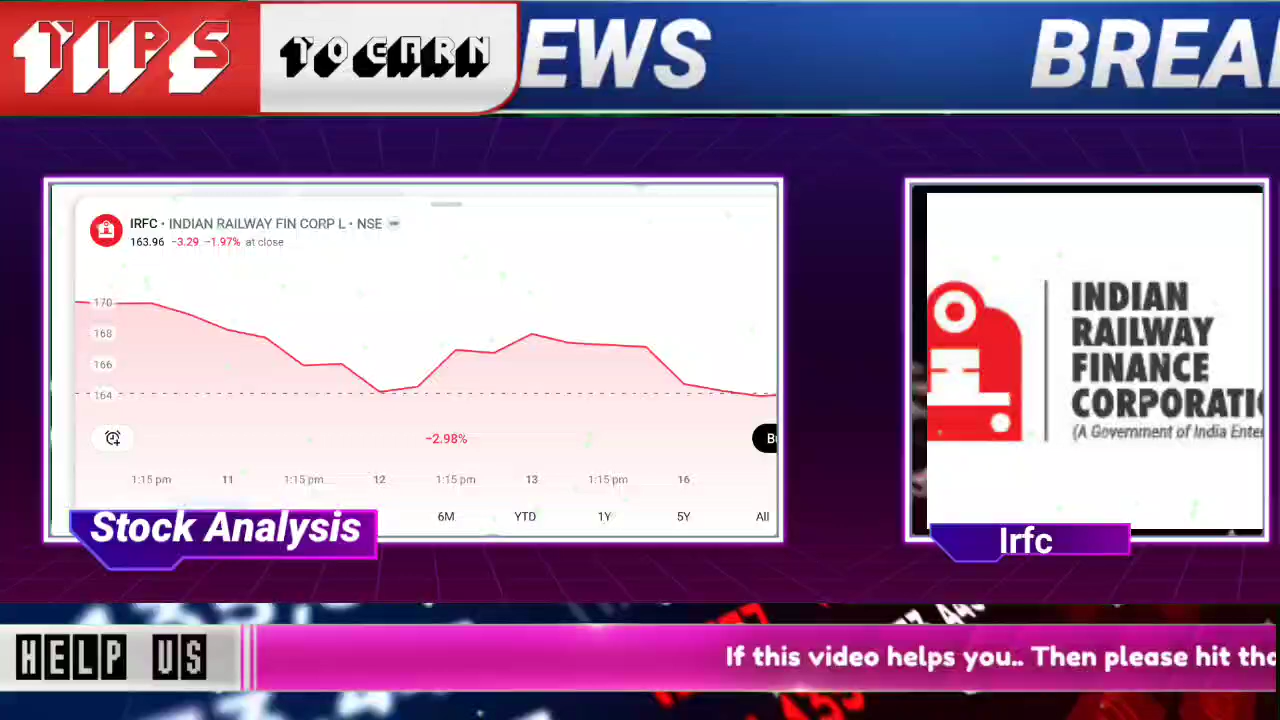 TIPS
TO EARN
EWS
BREA
IRFC • INDIAN RAILWAY FIN CORP L • NSE
163.96 −3.29 −1.97% at close
170
168
166
164
−2.98%
1:15 pm 11 1:15 pm 12 1:15 pm 13 1:15 pm 16
6M YTD 1Y 5Y All
Stock Analysis
INDIAN
RAILWAY
FINANCE
CORPORATI
(A Government of India Ente
Irfc
HELP US
If this video helps you.. Then please hit